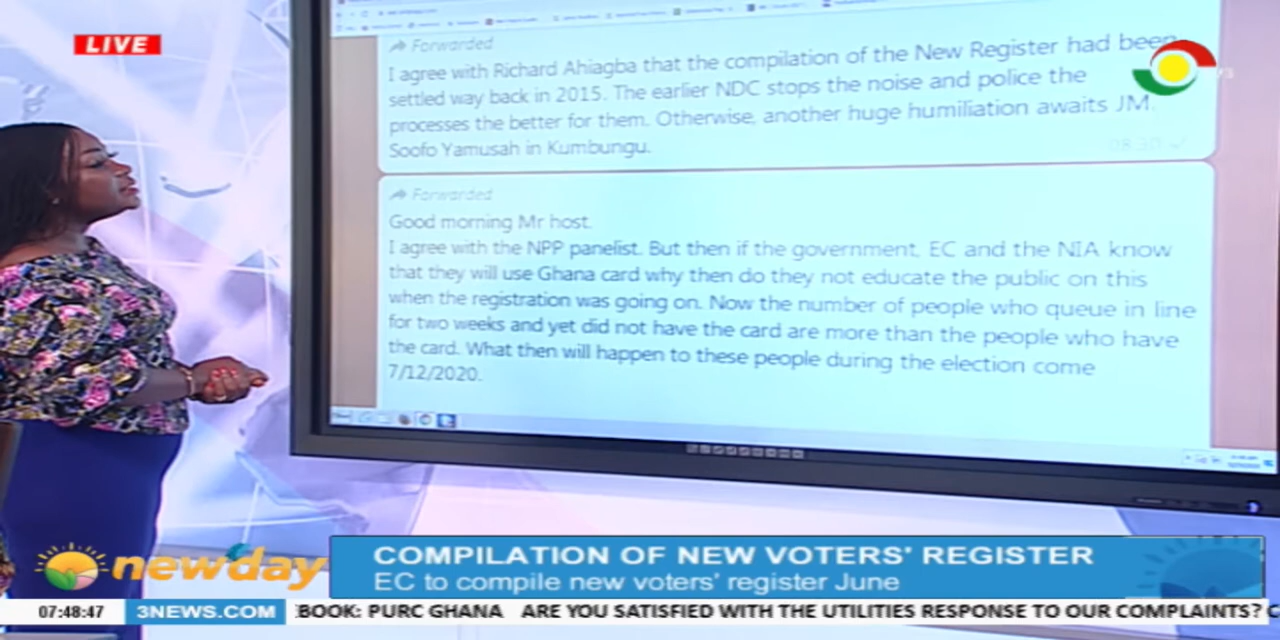 LIVE
Forwarded
I agree with Richard Ahiagba that the compilation of the New Register had been
settled way back in 2015. The earlier NDC stops the noise and police the
processes the better for them. Otherwise, another huge humiliation awaits JM.
Soofo Yamusah in Kumbungu.
08:30
Forwarded
Good morning Mr host.
I agree with the NPP panelist. But then if the government, EC and the NIA know
that they will use Ghana card why then do they not educate the public on this
when the registration was going on. Now the number of people who queue in line
for two weeks and yet did not have the card are more than the people who have
the card. What then will happen to these people during the election come
7/12/2020.
newday
COMPILATION OF NEW VOTERS' REGISTER
EC to compile new voters' register June
07:48:47
3NEWS.COM
BOOK: PURC GHANA ARE YOU SATISFIED WITH THE UTILITIES RESPONSE TO OUR COMPLAINTS?